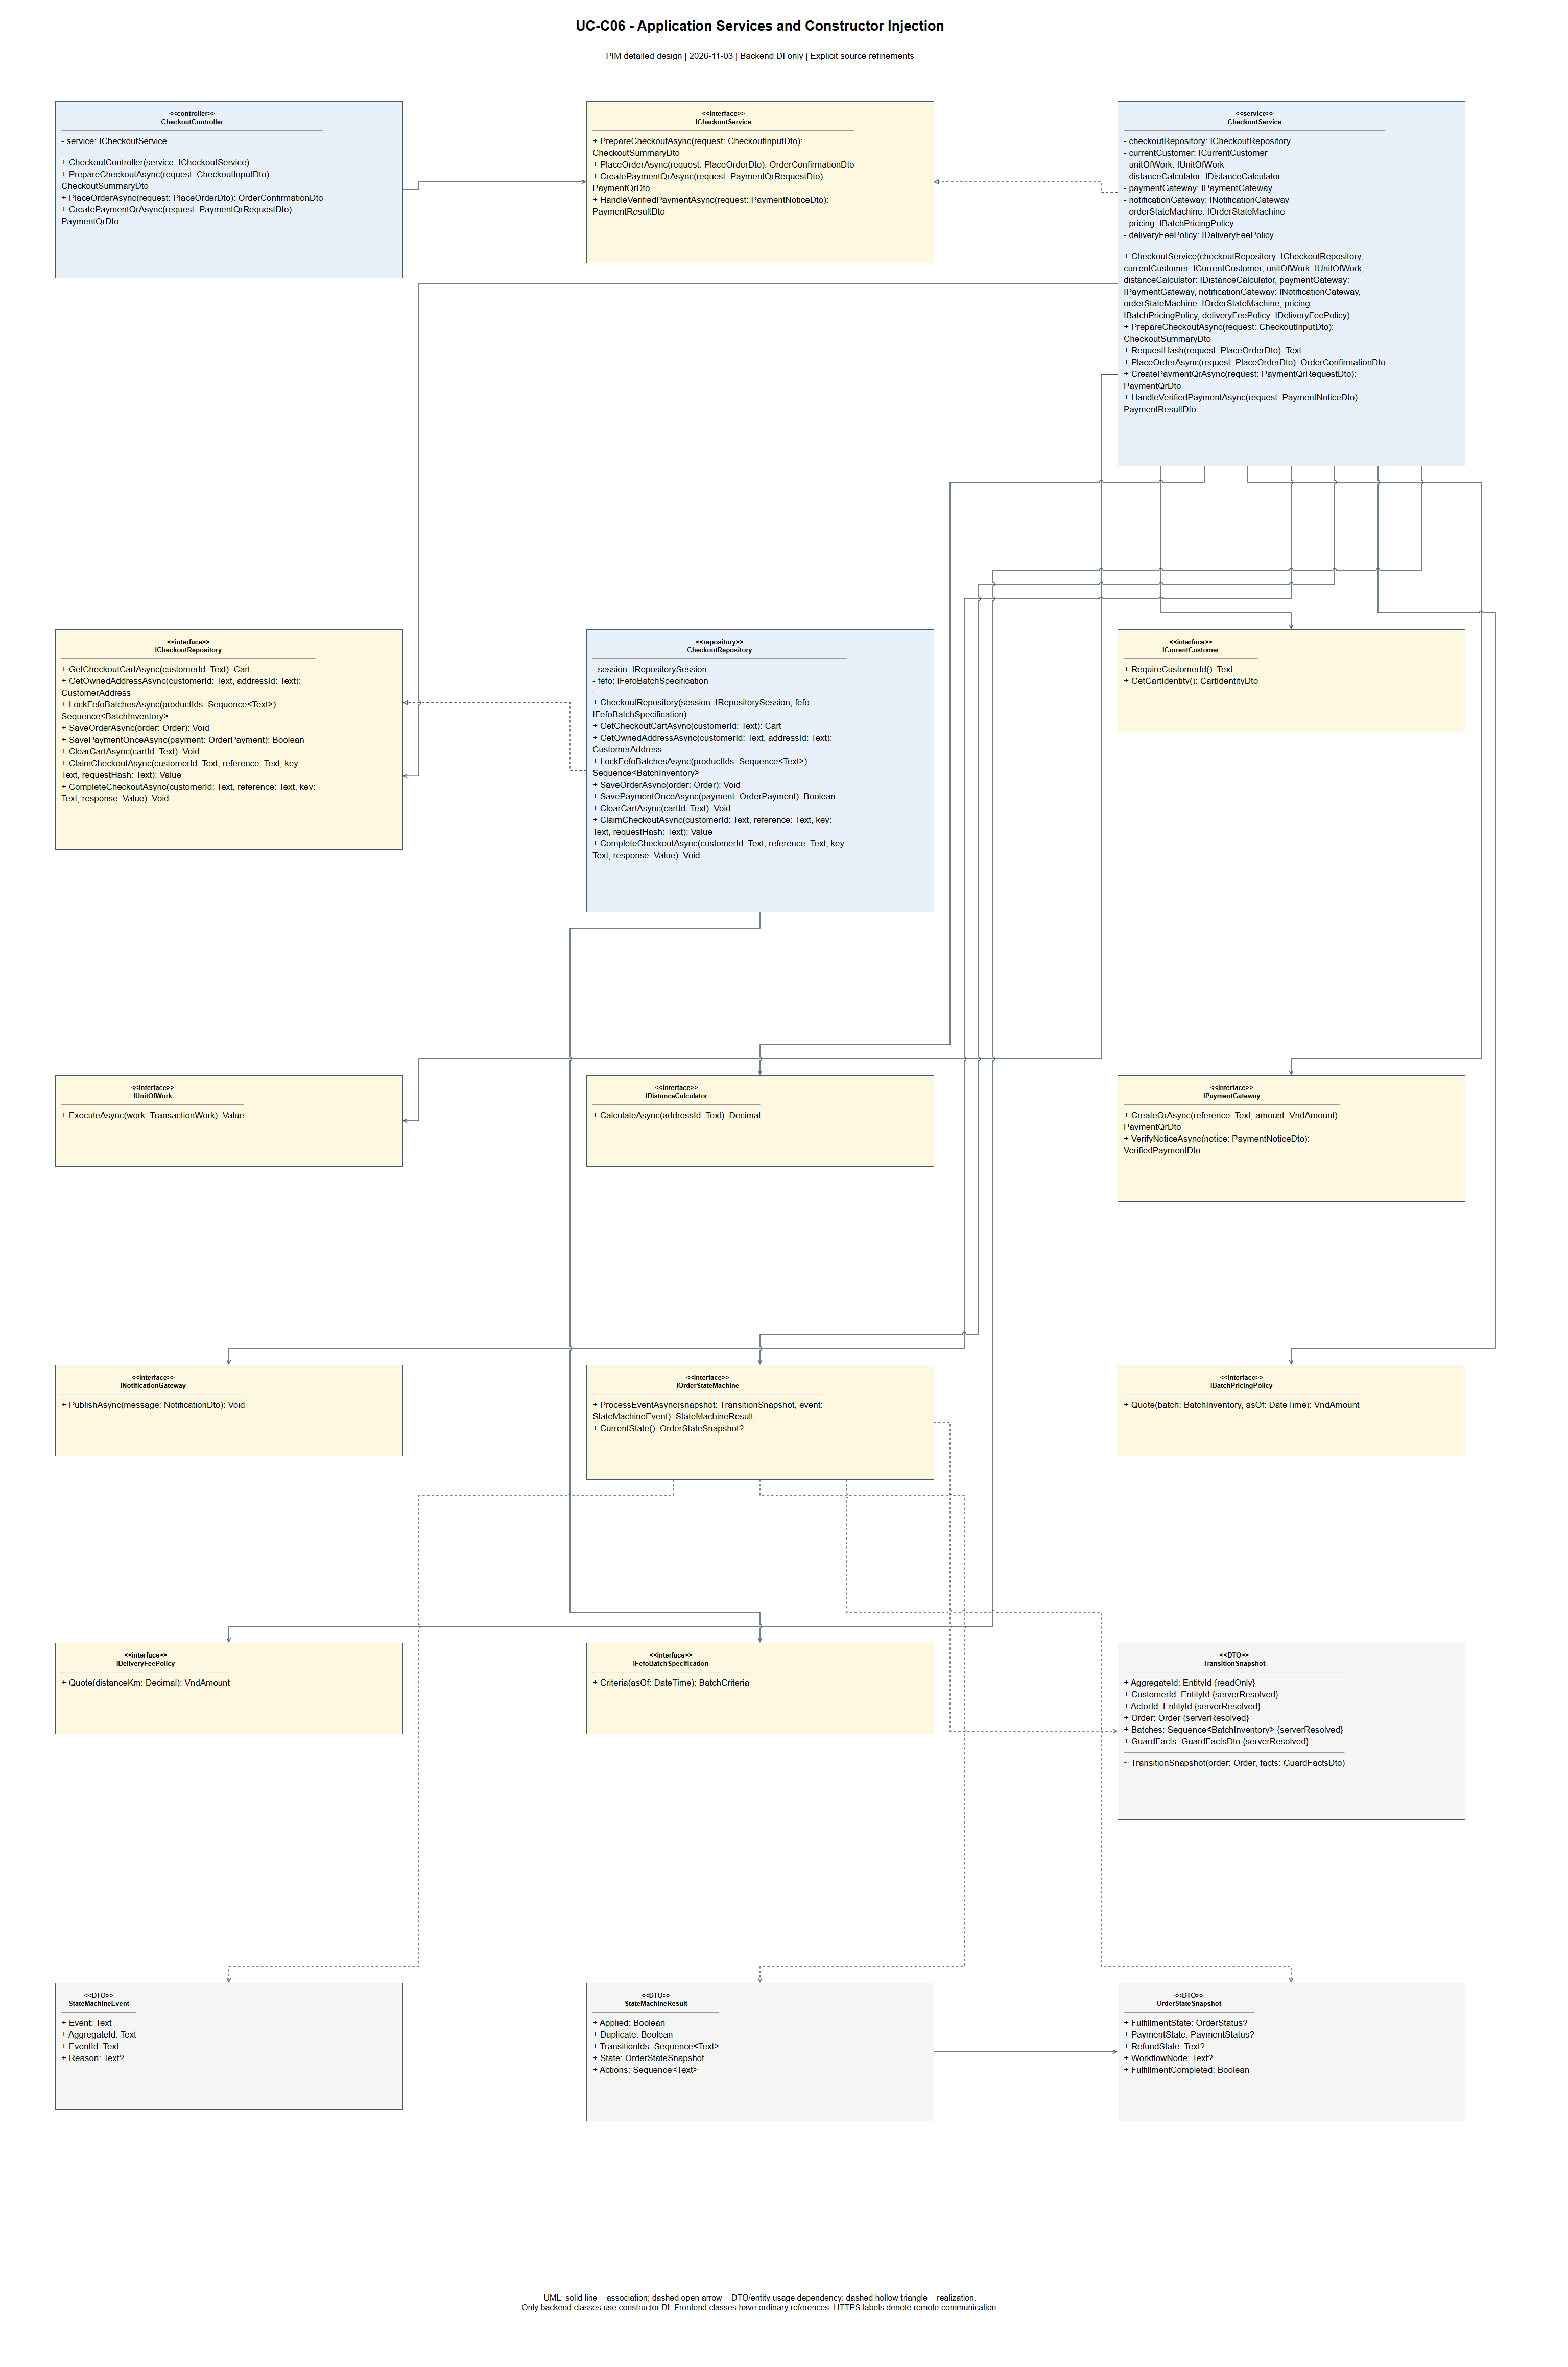 UC-C06 - Application Services and Constructor Injection
PIM detailed design | 2026-11-03 | Backend DI only | Explicit source refinements
<<controller>>
CheckoutController
- service: ICheckoutService
+ CheckoutController(service: ICheckoutService)
+ PrepareCheckoutAsync(request: CheckoutInputDto):
CheckoutSummaryDto
+ PlaceOrderAsync(request: PlaceOrderDto): OrderConfirmationDto
+ CreatePaymentQrAsync(request: PaymentQrRequestDto):
PaymentQrDto
<<interface>>
ICheckoutService
+ PrepareCheckoutAsync(request: CheckoutInputDto):
CheckoutSummaryDto
+ PlaceOrderAsync(request: PlaceOrderDto): OrderConfirmationDto
+ CreatePaymentQrAsync(request: PaymentQrRequestDto):
PaymentQrDto
+ HandleVerifiedPaymentAsync(request: PaymentNoticeDto):
PaymentResultDto
<<service>>
CheckoutService
- checkoutRepository: ICheckoutRepository
- currentCustomer: ICurrentCustomer
- unitOfWork: IUnitOfWork
- distanceCalculator: IDistanceCalculator
- paymentGateway: IPaymentGateway
- notificationGateway: INotificationGateway
- orderStateMachine: IOrderStateMachine
- pricing: IBatchPricingPolicy
- deliveryFeePolicy: IDeliveryFeePolicy
+ CheckoutService(checkoutRepository: ICheckoutRepository,
currentCustomer: ICurrentCustomer, unitOfWork: IUnitOfWork,
distanceCalculator: IDistanceCalculator, paymentGateway:
IPaymentGateway, notificationGateway: INotificationGateway,
orderStateMachine: IOrderStateMachine, pricing:
IBatchPricingPolicy, deliveryFeePolicy: IDeliveryFeePolicy)
+ PrepareCheckoutAsync(request: CheckoutInputDto):
CheckoutSummaryDto
+ RequestHash(request: PlaceOrderDto): Text
+ PlaceOrderAsync(request: PlaceOrderDto): OrderConfirmationDto
+ CreatePaymentQrAsync(request: PaymentQrRequestDto):
PaymentQrDto
+ HandleVerifiedPaymentAsync(request: PaymentNoticeDto):
PaymentResultDto
<<interface>>
ICheckoutRepository
+ GetCheckoutCartAsync(customerId: Text): Cart
+ GetOwnedAddressAsync(customerId: Text, addressId: Text):
CustomerAddress
+ LockFefoBatchesAsync(productIds: Sequence<Text>):
Sequence<BatchInventory>
+ SaveOrderAsync(order: Order): Void
+ SavePaymentOnceAsync(payment: OrderPayment): Boolean
+ ClearCartAsync(cartId: Text): Void
+ ClaimCheckoutAsync(customerId: Text, reference: Text, key:
Text, requestHash: Text): Value
+ CompleteCheckoutAsync(customerId: Text, reference: Text, key:
Text, response: Value): Void
<<repository>>
CheckoutRepository
- session: IRepositorySession
- fefo: IFefoBatchSpecification
+ CheckoutRepository(session: IRepositorySession, fefo:
IFefoBatchSpecification)
+ GetCheckoutCartAsync(customerId: Text): Cart
+ GetOwnedAddressAsync(customerId: Text, addressId: Text):
CustomerAddress
+ LockFefoBatchesAsync(productIds: Sequence<Text>):
Sequence<BatchInventory>
+ SaveOrderAsync(order: Order): Void
+ SavePaymentOnceAsync(payment: OrderPayment): Boolean
+ ClearCartAsync(cartId: Text): Void
+ ClaimCheckoutAsync(customerId: Text, reference: Text, key:
Text, requestHash: Text): Value
+ CompleteCheckoutAsync(customerId: Text, reference: Text, key:
Text, response: Value): Void
<<interface>>
ICurrentCustomer
+ RequireCustomerId(): Text
+ GetCartIdentity(): CartIdentityDto
<<interface>>
IUnitOfWork
+ ExecuteAsync(work: TransactionWork): Value
<<interface>>
IDistanceCalculator
+ CalculateAsync(addressId: Text): Decimal
<<interface>>
IPaymentGateway
+ CreateQrAsync(reference: Text, amount: VndAmount):
PaymentQrDto
+ VerifyNoticeAsync(notice: PaymentNoticeDto):
VerifiedPaymentDto
<<interface>>
INotificationGateway
+ PublishAsync(message: NotificationDto): Void
<<interface>>
IOrderStateMachine
+ ProcessEventAsync(snapshot: TransitionSnapshot, event:
StateMachineEvent): StateMachineResult
+ CurrentState(): OrderStateSnapshot?
<<interface>>
IBatchPricingPolicy
+ Quote(batch: BatchInventory, asOf: DateTime): VndAmount
<<interface>>
IDeliveryFeePolicy
+ Quote(distanceKm: Decimal): VndAmount
<<interface>>
IFefoBatchSpecification
+ Criteria(asOf: DateTime): BatchCriteria
<<DTO>>
TransitionSnapshot
+ AggregateId: EntityId {readOnly}
+ CustomerId: EntityId {serverResolved}
+ ActorId: EntityId {serverResolved}
+ Order: Order {serverResolved}
+ Batches: Sequence<BatchInventory> {serverResolved}
+ GuardFacts: GuardFactsDto {serverResolved}
~ TransitionSnapshot(order: Order, facts: GuardFactsDto)
<<DTO>>
StateMachineEvent
+ Event: Text
+ AggregateId: Text
+ EventId: Text
+ Reason: Text?
<<DTO>>
StateMachineResult
+ Applied: Boolean
+ Duplicate: Boolean
+ TransitionIds: Sequence<Text>
+ State: OrderStateSnapshot
+ Actions: Sequence<Text>
<<DTO>>
OrderStateSnapshot
+ FulfillmentState: OrderStatus?
+ PaymentState: PaymentStatus?
+ RefundState: Text?
+ WorkflowNode: Text?
+ FulfillmentCompleted: Boolean
UML: solid line = association; dashed open arrow = DTO/entity usage dependency; dashed hollow triangle = realization.
Only backend classes use constructor DI. Frontend classes have ordinary references. HTTPS labels denote remote communication.